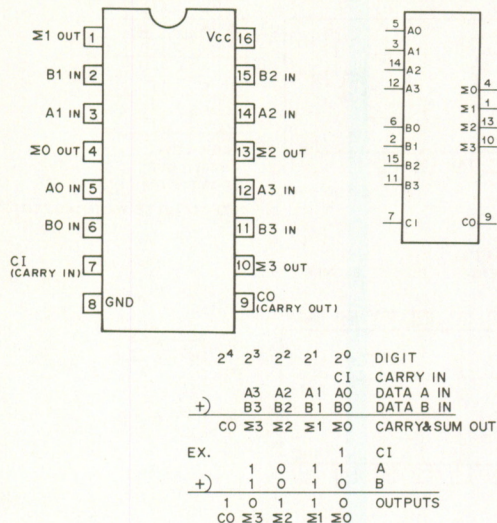 Σ1 OUT 1 Vcc 16
B1 IN 2 15 B2 IN
A1 IN 3 14 A2 IN
Σ0 OUT 4 13 Σ2 OUT
A0 IN 5 12 A3 IN
B0 IN 6 11 B3 IN
CI 7 10 Σ3 OUT
(CARRY IN)
8 GND 9 CO
(CARRY OUT)
5 A0
3 A1
14 A2
12 A3 Σ0 4
Σ1 1
6 B0 Σ2 13
2 B1 Σ3 10
15 B2
11 B3
7 CI CO 9
2⁴ 2³ 2² 2¹ 2⁰ DIGIT
CI CARRY IN
A3 A2 A1 A0 DATA A IN
+) B3 B2 B1 B0 DATA B IN
CO Σ3 Σ2 Σ1 Σ0 CARRY&SUM OUT
EX. 1 CI
1 0 1 1 A
+) 1 0 1 0 B
1 0 1 1 0 OUTPUTS
CO Σ3 Σ2 Σ1 Σ0